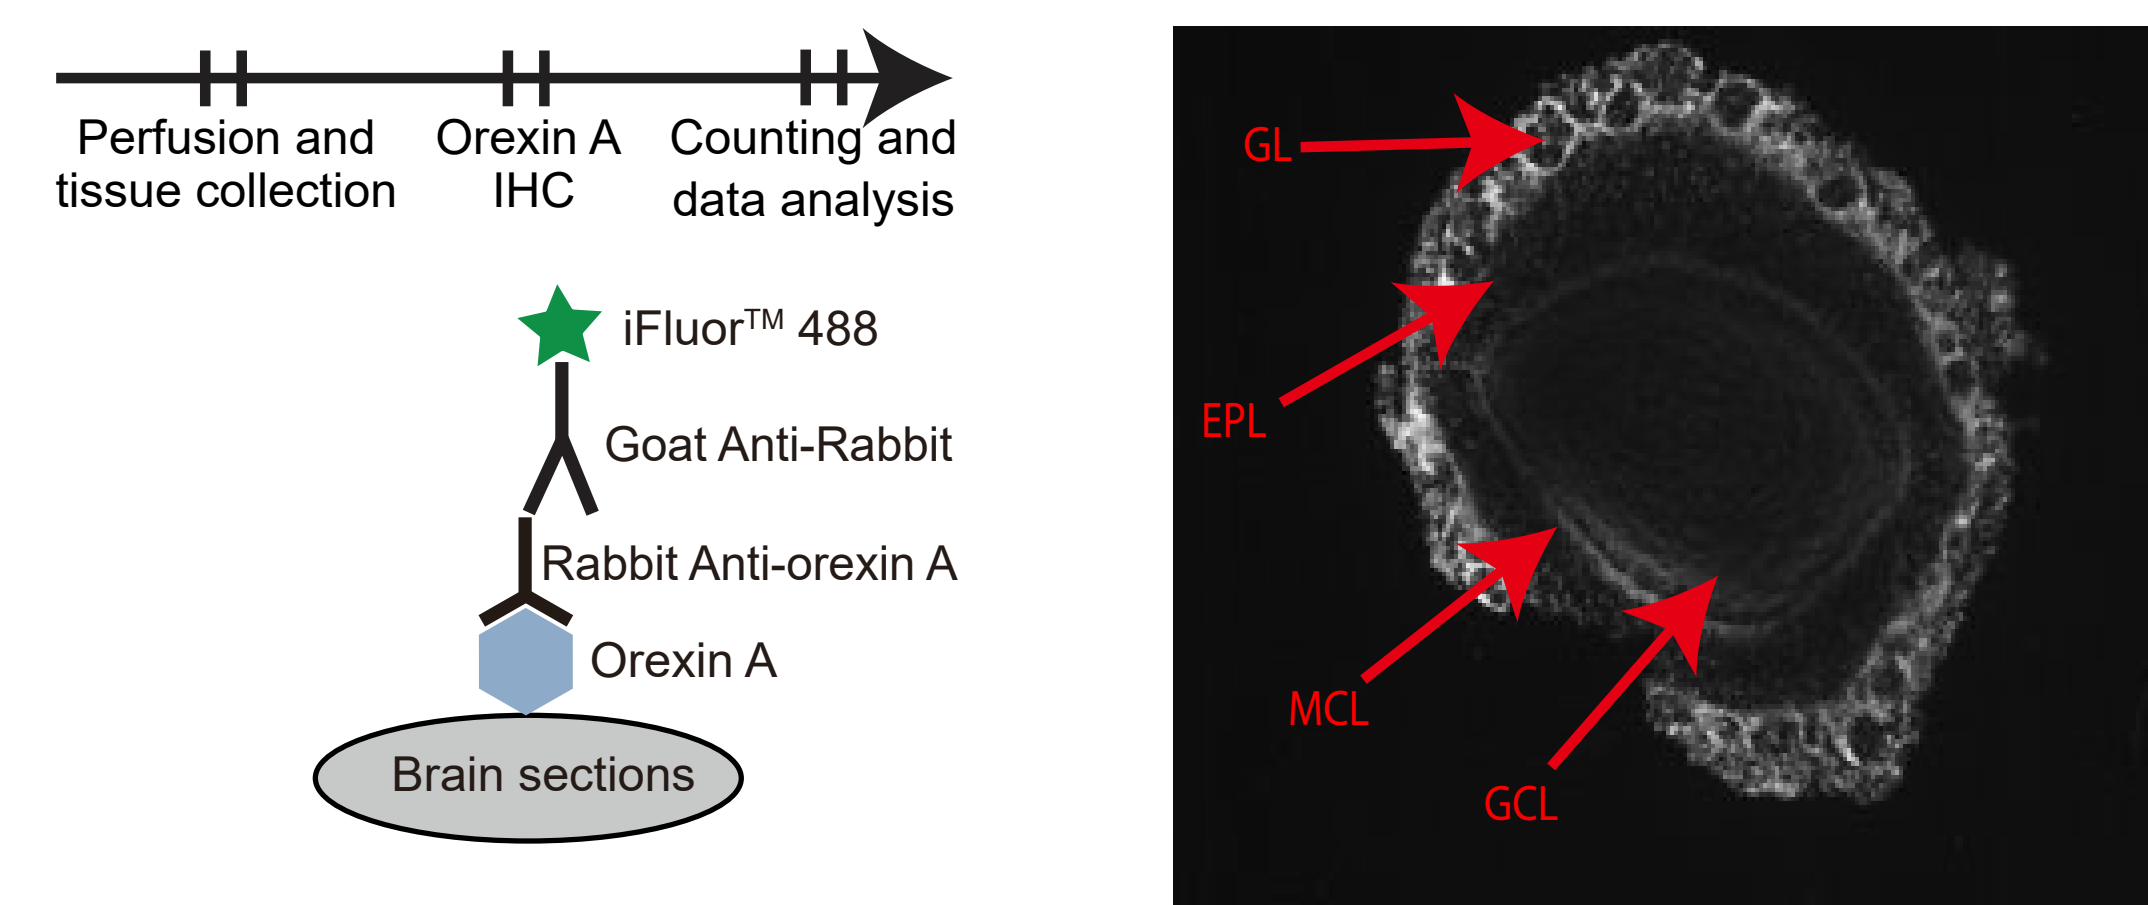 Perfusion and
tissue collection
Orexin A
IHC
Counting and
data analysis
iFluor™ 488
Goat Anti-Rabbit
Rabbit Anti-orexin A
Orexin A
Brain sections
GL
EPL
MCL
GCL